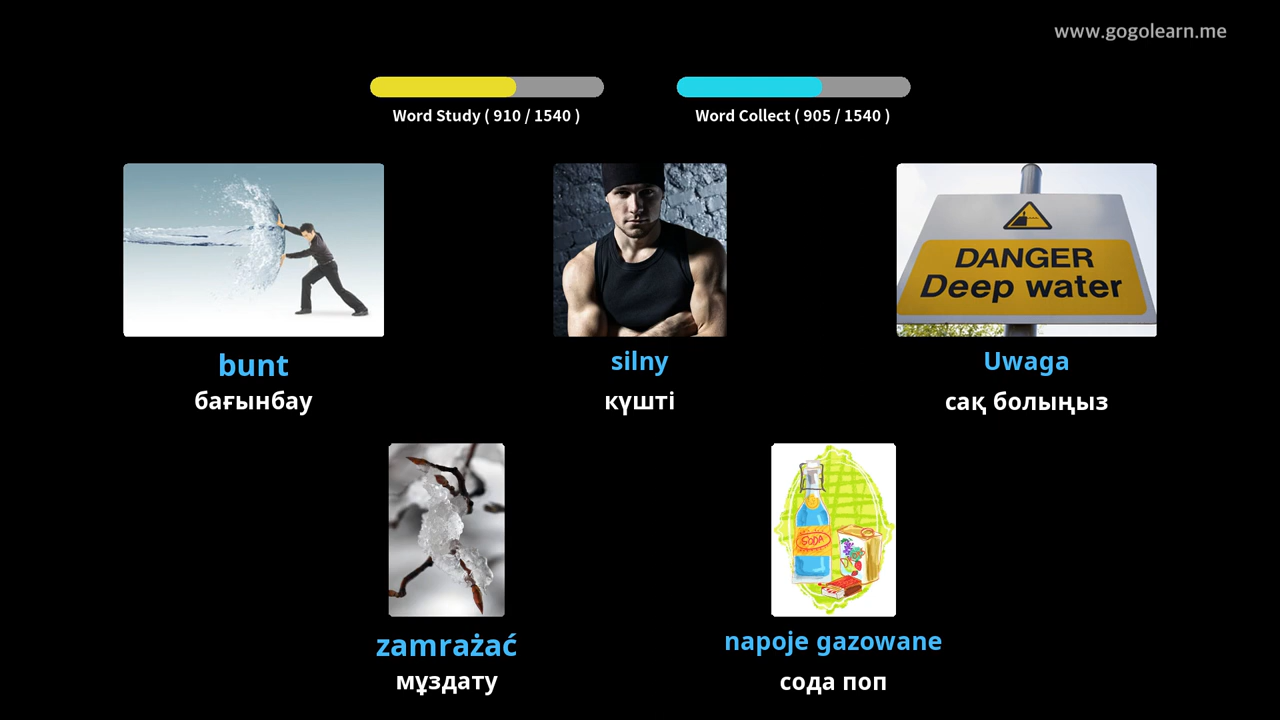 www.gogolearn.me
Word Study ( 910 / 1540 )
Word Collect ( 905 / 1540 )
DANGER
Deep water
bunt
бағынбау
silny
күшті
Uwaga
сақ болыңыз
SODA
zamrażać
мұздату
napoje gazowane
сода поп